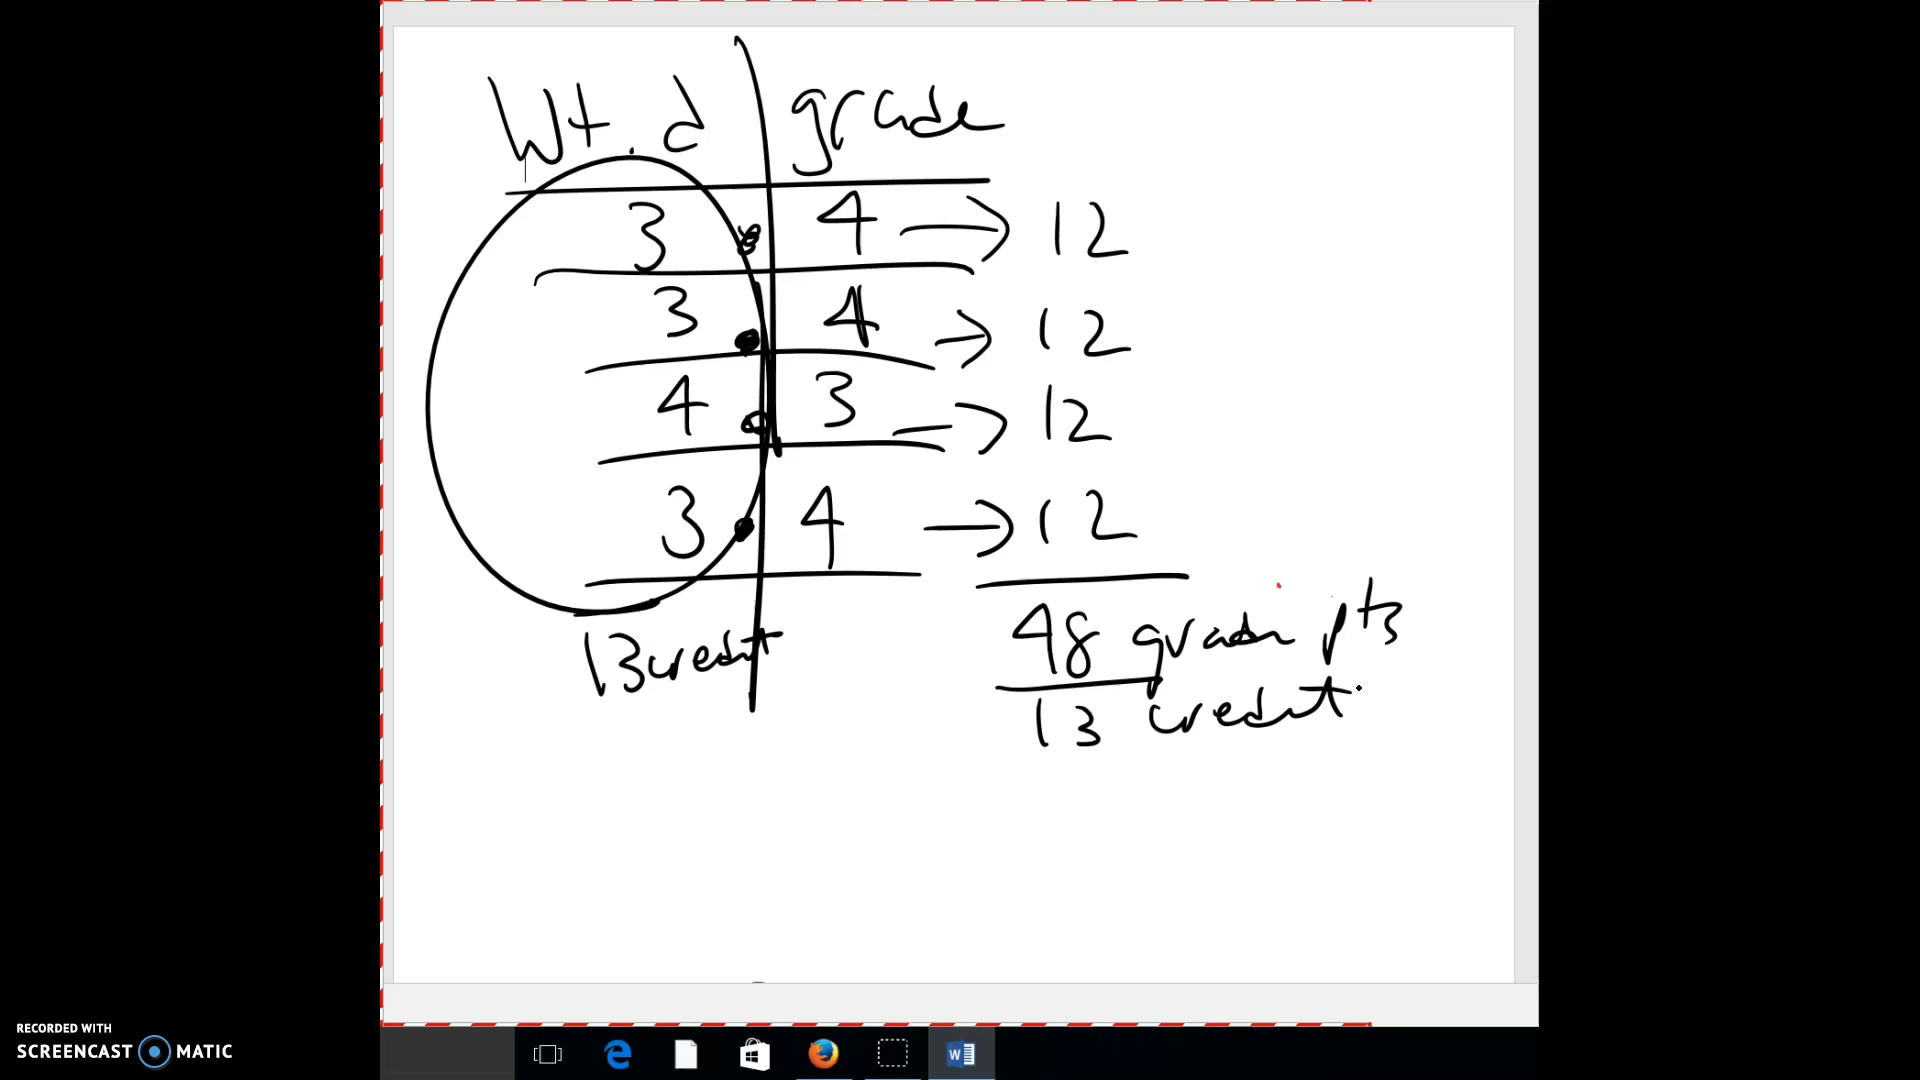 Wt. d grade
3 • 4 → 12
3 • 4 → 12
4 • 3 → 12
3 • 4 → 12
13 credit
48 grade pts
13 credit
RECORDED WITH
SCREENCAST MATIC